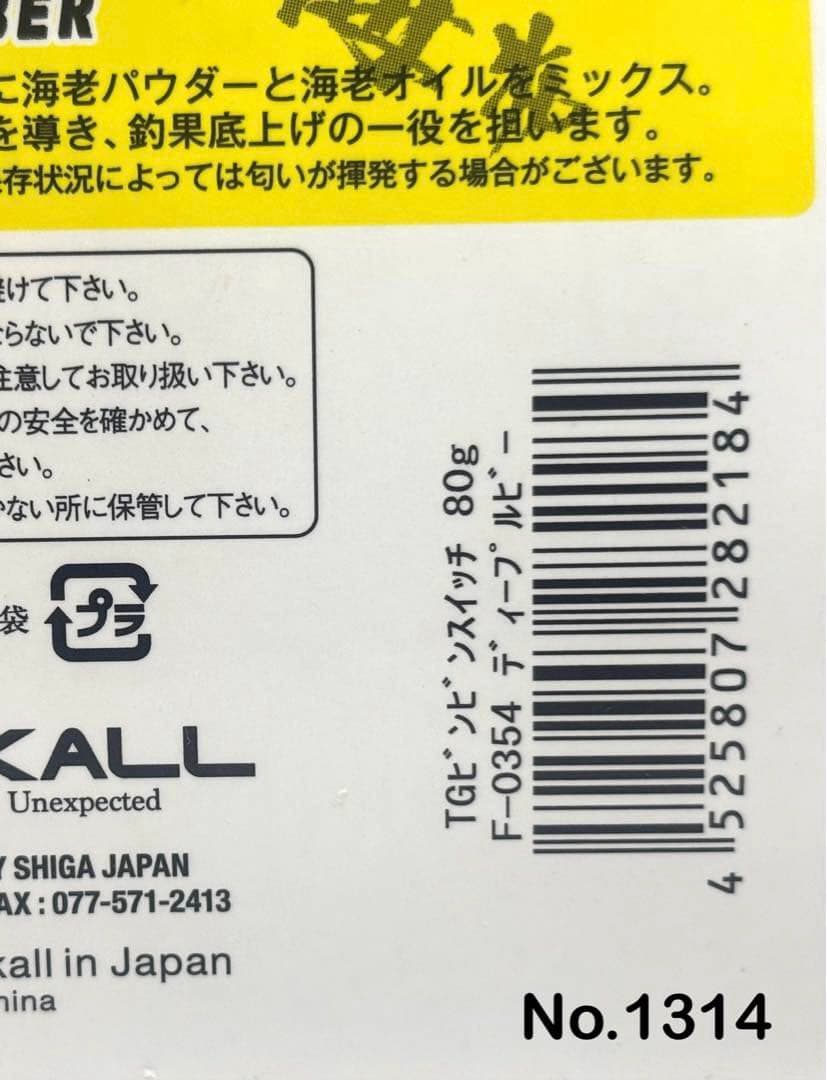 BER
に海老パウダーと海老オイルをミックス。
を導き、釣果底上げの一役を担います。
存状況によっては匂いが揮発する場合がございます。
けて下さい。
らないで下さい。
注意してお取り扱い下さい。
の安全を確かめて、
さい。
ない所に保管して下さい。
袋
プラ
KALL
Unexpected
Y SHIGA JAPAN
AX : 077-571-2413
kall in Japan
hina
TGビンビンスイッチ 80g
F-0354 ディープルビー
4 525807 282184
No.1314